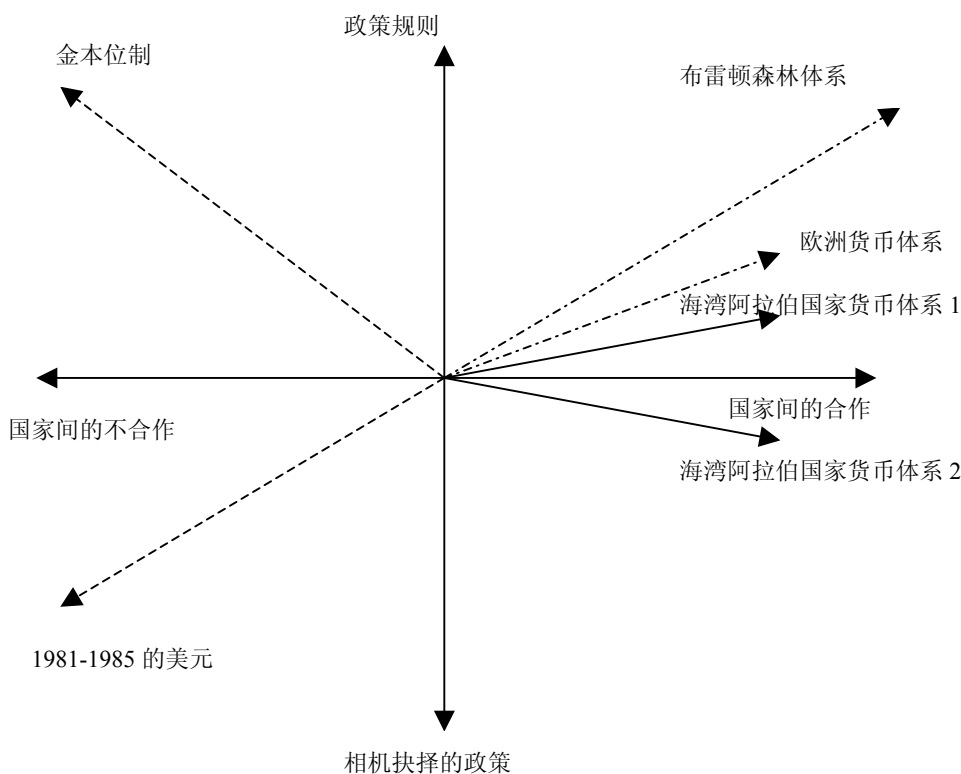 政策规则
金本位制
布雷顿森林体系
欧洲货币体系
海湾阿拉伯国家货币体系 1
国家间的合作
国家间的不合作
海湾阿拉伯国家货币体系 2
1981-1985 的美元
相机抉择的政策